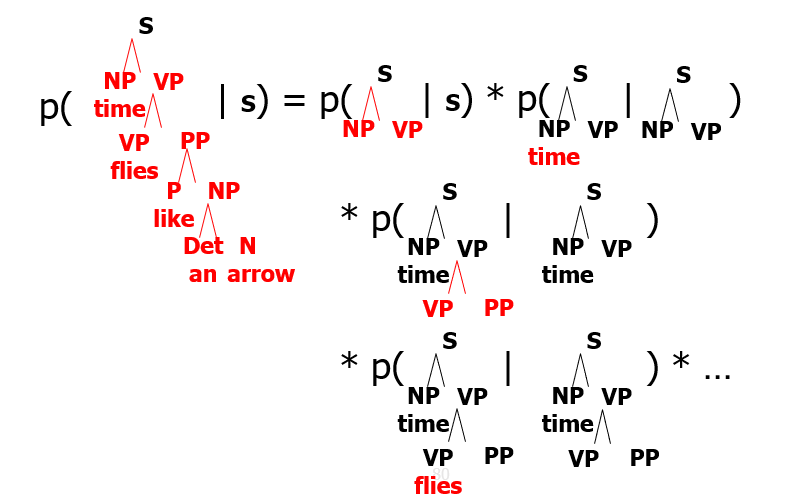 S
NP VP
time
VP PP
flies
P NP
like
Det N
an arrow
p( | s) = p( | s) * p( | )
S
NP VP
S
NP VP
time
S
NP VP
* p( | )
S
NP VP
time
VP PP
S
NP VP
time
* p( | ) * ...
S
NP VP
time
VP PP
flies
S
NP VP
time
VP PP
80